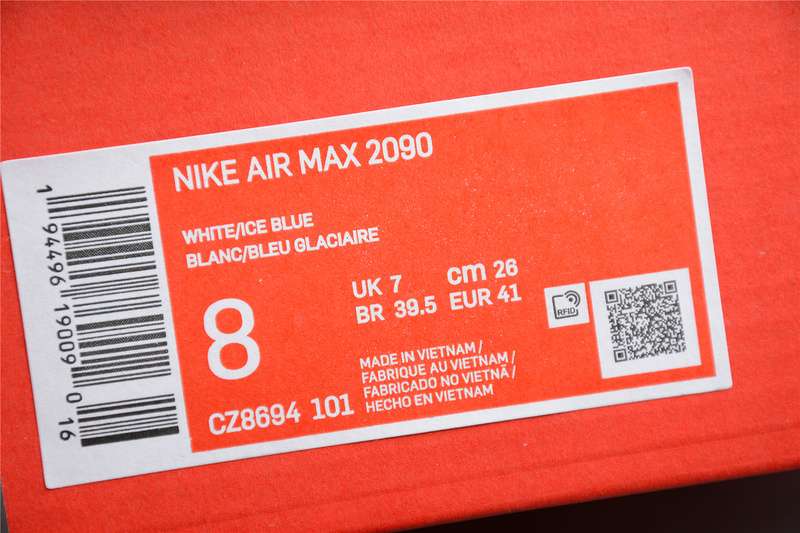 NIKE AIR MAX 2090
WHITE/ICE BLUE
BLANC/BLEU GLACIAIRE
8
UK 7 cm 26
BR 39.5 EUR 41
RFID
CZ8694 101
MADE IN VIETNAM /
FABRIQUE AU VIETNAM /
FABRICADO NO VIETNÃ /
HECHO EN VIETNAM
1 94496 19009 0 16